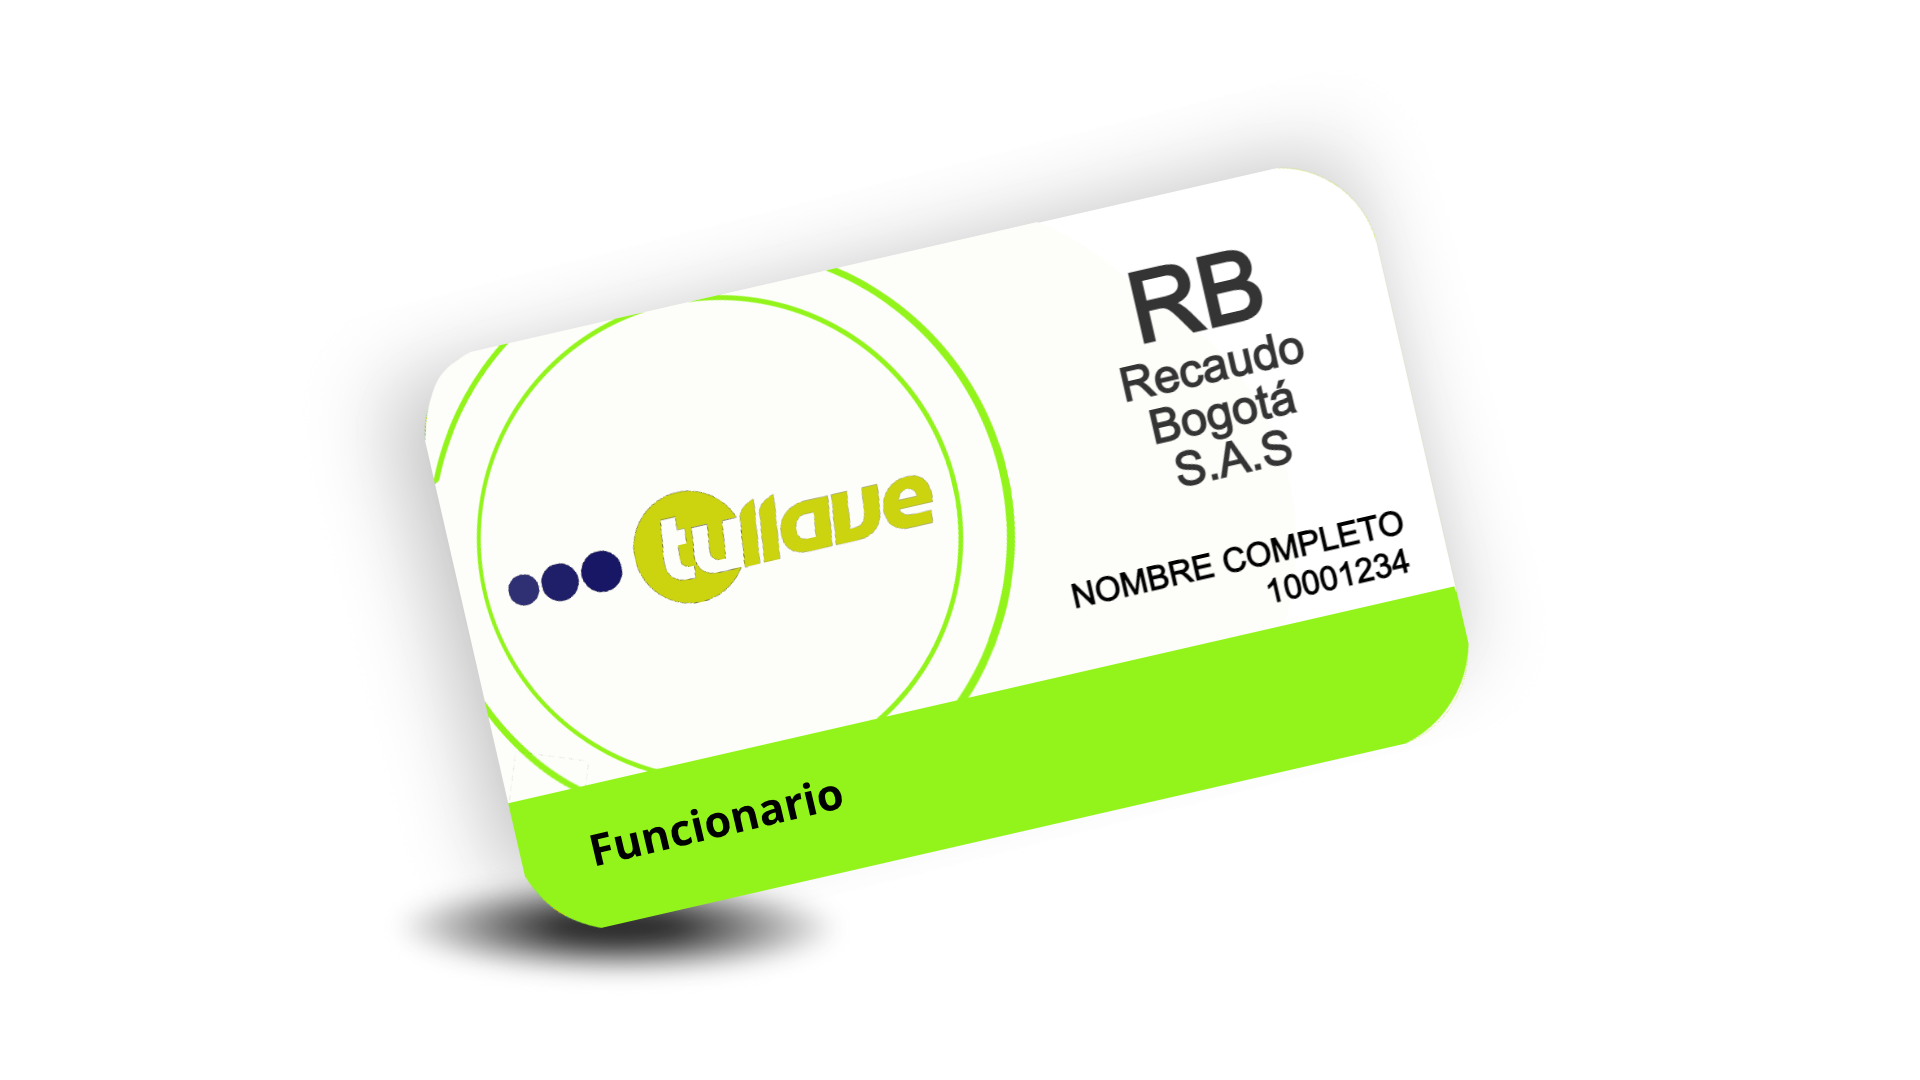 tullave
RB
Recaudo
Bogotá
S.A.S
NOMBRE COMPLETO
10001234
Funcionario